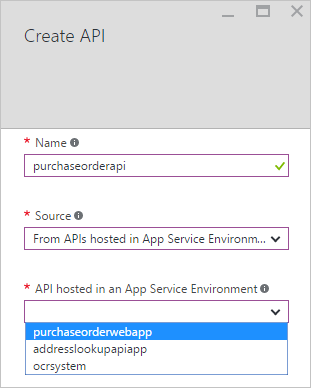 Create API
* Name
purchaseorderapi
* Source
From APIs hosted in App Service Environm...
* API hosted in an App Service Environment
purchaseorderwebapp
addresslookupapiapp
ocrsystem